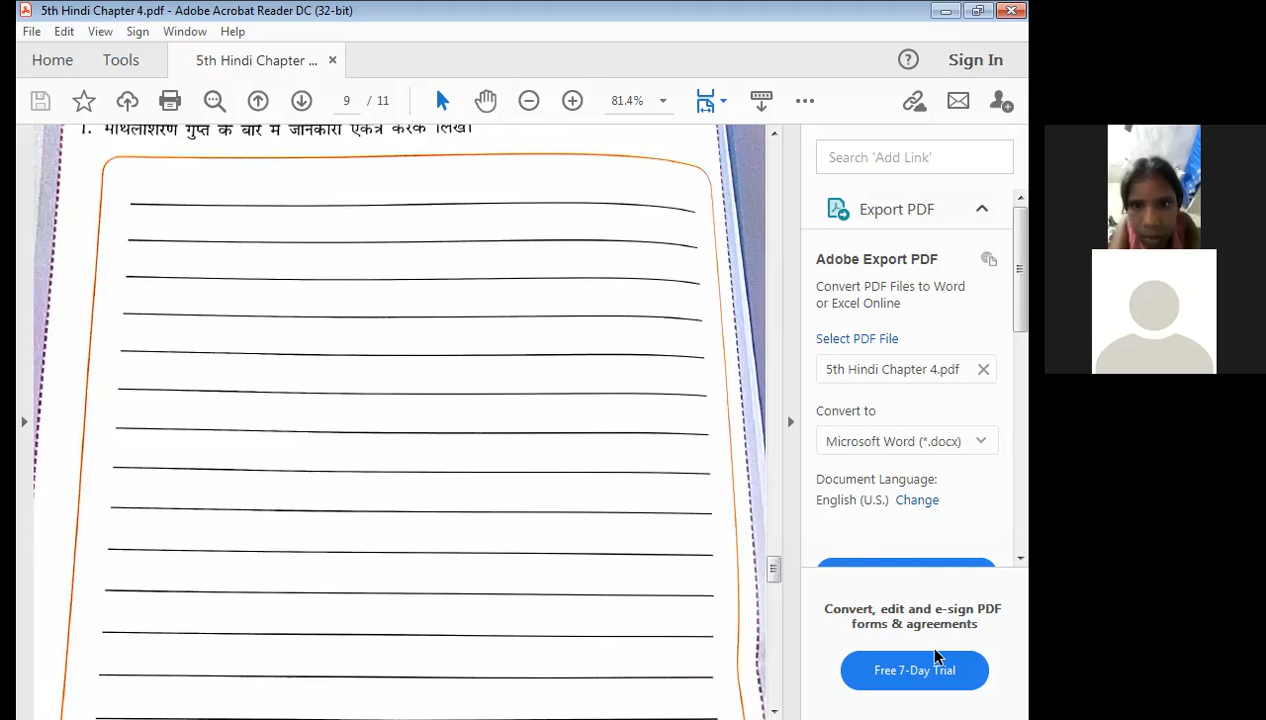 5th Hindi Chapter 4.pdf - Adobe Acrobat Reader DC (32-bit)
File Edit View Sign Window Help
Home Tools 5th Hindi Chapter ... × Sign In
9 / 11 81.4%
1. मैथिलीशरण गुप्त के बारे में जानकारी एकत्र करके लिखो
Search 'Add Link'
Export PDF
Adobe Export PDF
Convert PDF Files to Word
or Excel Online
Select PDF File
5th Hindi Chapter 4.pdf
Convert to
Microsoft Word (*.docx)
Document Language:
English (U.S.) Change
Convert, edit and e-sign PDF
forms & agreements
Free 7-Day Trial